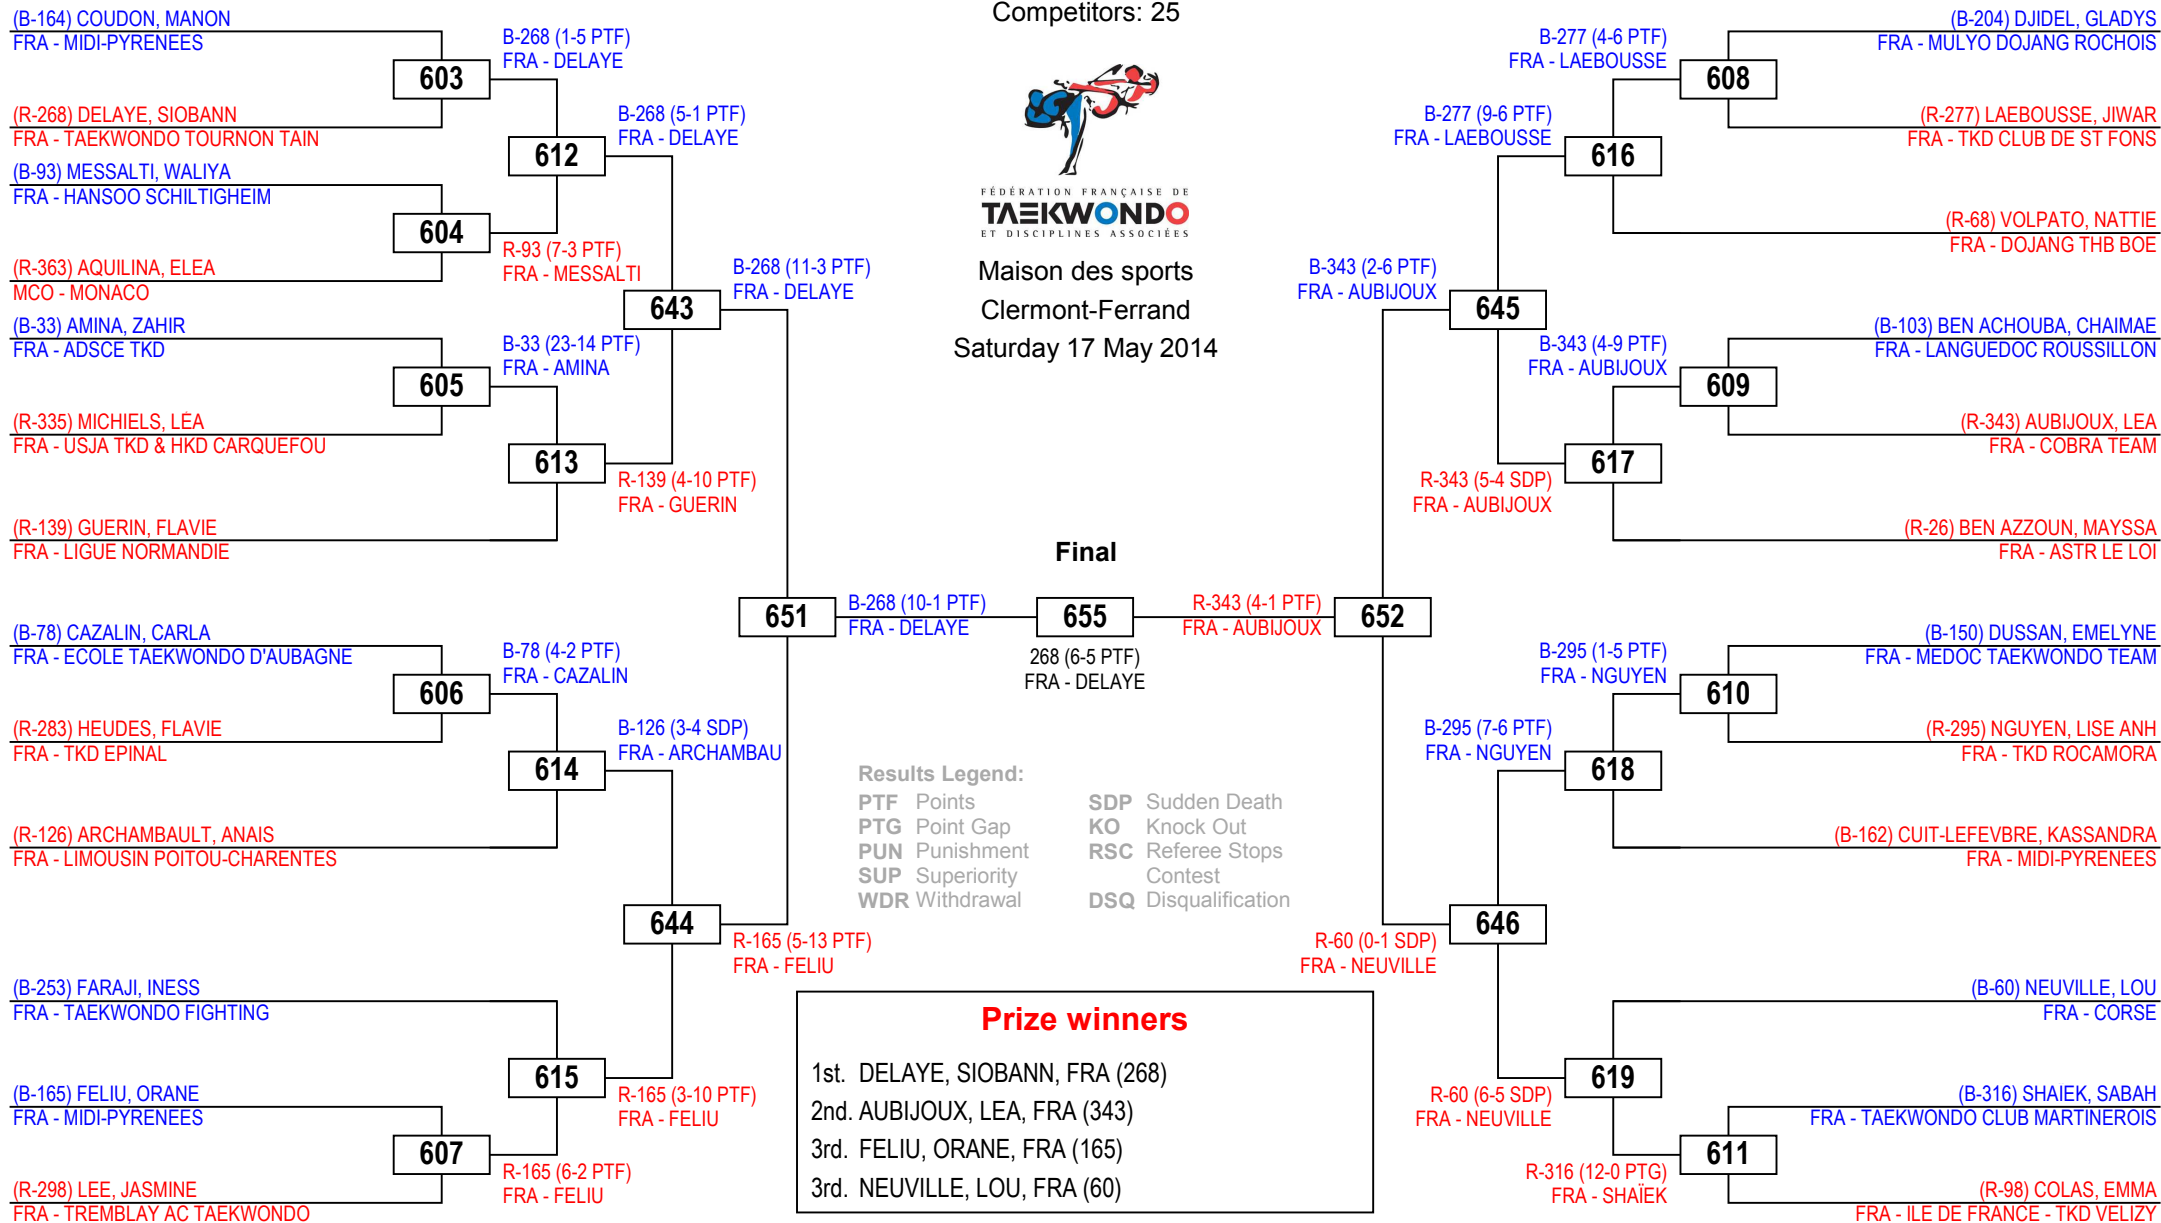 (B-164) COUDON, MANON
FRA - MIDI-PYRENEES
603
(R-268) DELAYE, SIOBANN
FRA - TAEKWONDO TOURNON TAIN
B-268 (1-5 PTF)
FRA - DELAYE
(B-93) MESSALTI, WALIYA
FRA - HANSOO SCHILTIGHEIM
604
(R-363) AQUILINA, ELEA
MCO - MONACO
R-93 (7-3 PTF)
FRA - MESSALTI
612
B-268 (5-1 PTF)
FRA - DELAYE
(B-33) AMINA, ZAHIR
FRA - ADSCE TKD
605
(R-335) MICHIELS, LÉA
FRA - USJA TKD & HKD CARQUEFOU
B-33 (23-14 PTF)
FRA - AMINA
613
(R-139) GUERIN, FLAVIE
FRA - LIGUE NORMANDIE
R-139 (4-10 PTF)
FRA - GUERIN
643
B-268 (11-3 PTF)
FRA - DELAYE
(B-78) CAZALIN, CARLA
FRA - ECOLE TAEKWONDO D'AUBAGNE
606
(R-283) HEUDES, FLAVIE
FRA - TKD EPINAL
B-78 (4-2 PTF)
FRA - CAZALIN
614
(R-126) ARCHAMBAULT, ANAIS
FRA - LIMOUSIN POITOU-CHARENTES
B-126 (3-4 SDP)
FRA - ARCHAMBAU
644
(B-253) FARAJI, INESS
FRA - TAEKWONDO FIGHTING
615
(B-165) FELIU, ORANE
FRA - MIDI-PYRENEES
607
(R-298) LEE, JASMINE
FRA - TREMBLAY AC TAEKWONDO
R-165 (6-2 PTF)
FRA - FELIU
R-165 (3-10 PTF)
FRA - FELIU
R-165 (5-13 PTF)
FRA - FELIU
651
B-268 (10-1 PTF)
FRA - DELAYE
Competitors: 25
FÉDÉRATION FRANÇAISE DE
TAEKWONDO
ET DISCIPLINES ASSOCIÉES
Maison des sports
Clermont-Ferrand
Saturday 17 May 2014
Final
655
268 (6-5 PTF)
FRA - DELAYE
Results Legend:
PTF Points
PTG Point Gap
PUN Punishment
SUP Superiority
WDR Withdrawal
SDP Sudden Death
KO Knock Out
RSC Referee Stops
Contest
DSQ Disqualification
Prize winners
1st. DELAYE, SIOBANN, FRA (268)
2nd. AUBIJOUX, LEA, FRA (343)
3rd. FELIU, ORANE, FRA (165)
3rd. NEUVILLE, LOU, FRA (60)
R-343 (4-1 PTF)
FRA - AUBIJOUX
652
B-343 (2-6 PTF)
FRA - AUBIJOUX
645
B-277 (9-6 PTF)
FRA - LAEBOUSSE
616
B-277 (4-6 PTF)
FRA - LAEBOUSSE
608
(B-204) DJIDEL, GLADYS
FRA - MULYO DOJANG ROCHOIS
(R-277) LAEBOUSSE, JIWAR
FRA - TKD CLUB DE ST FONS
(R-68) VOLPATO, NATTIE
FRA - DOJANG THB BOE
B-343 (4-9 PTF)
FRA - AUBIJOUX
609
(B-103) BEN ACHOUBA, CHAIMAE
FRA - LANGUEDOC ROUSSILLON
(R-343) AUBIJOUX, LEA
FRA - COBRA TEAM
617
R-343 (5-4 SDP)
FRA - AUBIJOUX
(R-26) BEN AZZOUN, MAYSSA
FRA - ASTR LE LOI
B-295 (1-5 PTF)
FRA - NGUYEN
610
(B-150) DUSSAN, EMELYNE
FRA - MEDOC TAEKWONDO TEAM
(R-295) NGUYEN, LISE ANH
FRA - TKD ROCAMORA
B-295 (7-6 PTF)
FRA - NGUYEN
618
(B-162) CUIT-LEFEVBRE, KASSANDRA
FRA - MIDI-PYRENEES
646
R-60 (0-1 SDP)
FRA - NEUVILLE
(B-60) NEUVILLE, LOU
FRA - CORSE
619
R-60 (6-5 SDP)
FRA - NEUVILLE
(B-316) SHAIEK, SABAH
FRA - TAEKWONDO CLUB MARTINEROIS
611
R-316 (12-0 PTG)
FRA - SHAÏEK
(R-98) COLAS, EMMA
FRA - ILE DE FRANCE - TKD VELIZY